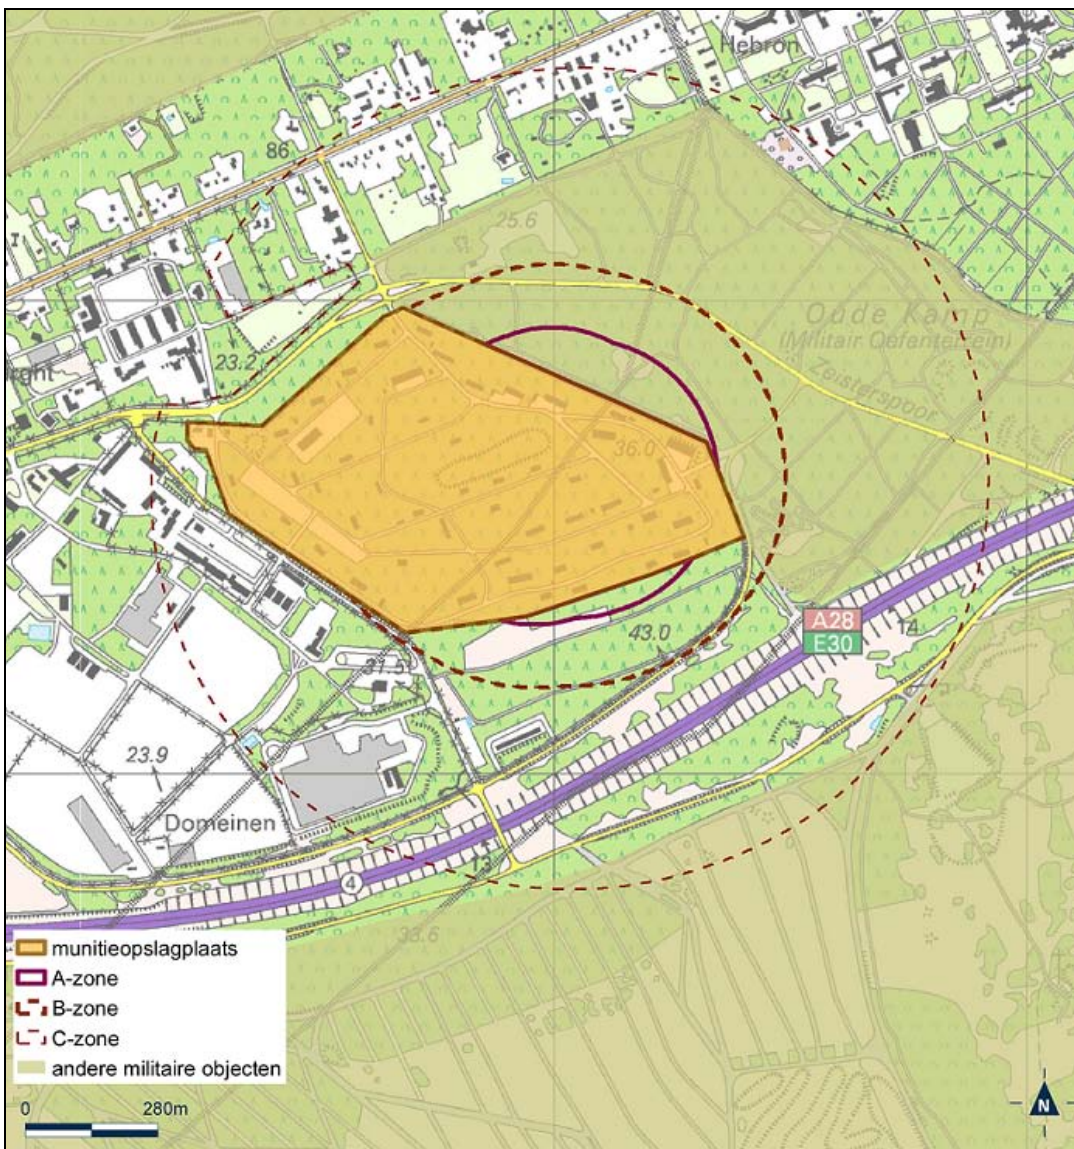 Hebron
86
25.6
Oude Kamp
(Militair Oefenterrein)
23.2
Zeisterspoor
36.0
A28
E30
14
43.0
31.5
23.9
Domeinen
13
4
33.6
munitieopslagplaats
A-zone
B-zone
C-zone
andere militaire objecten
0 280m
N